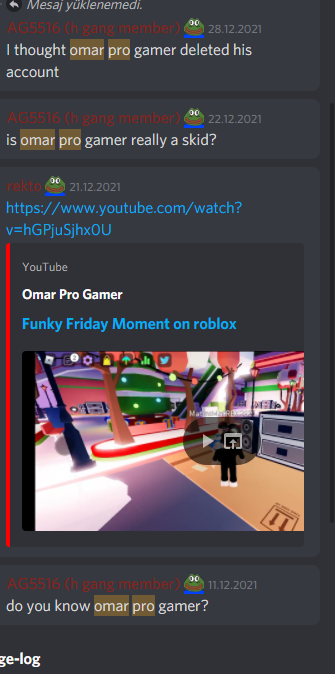 Mesaj yüklenemedi.
AG5516 (h gang member) 28.12.2021
I thought omar pro gamer deleted his
account
AG5516 (h gang member) 22.12.2021
is omar pro gamer really a skid?
rekto 21.12.2021
https://www.youtube.com/watch?
v=hGPjuSjhx0U
YouTube
Omar Pro Gamer
Funky Friday Moment on roblox
AG5516 (h gang member) 11.12.2021
do you know omar pro gamer?
ge-log